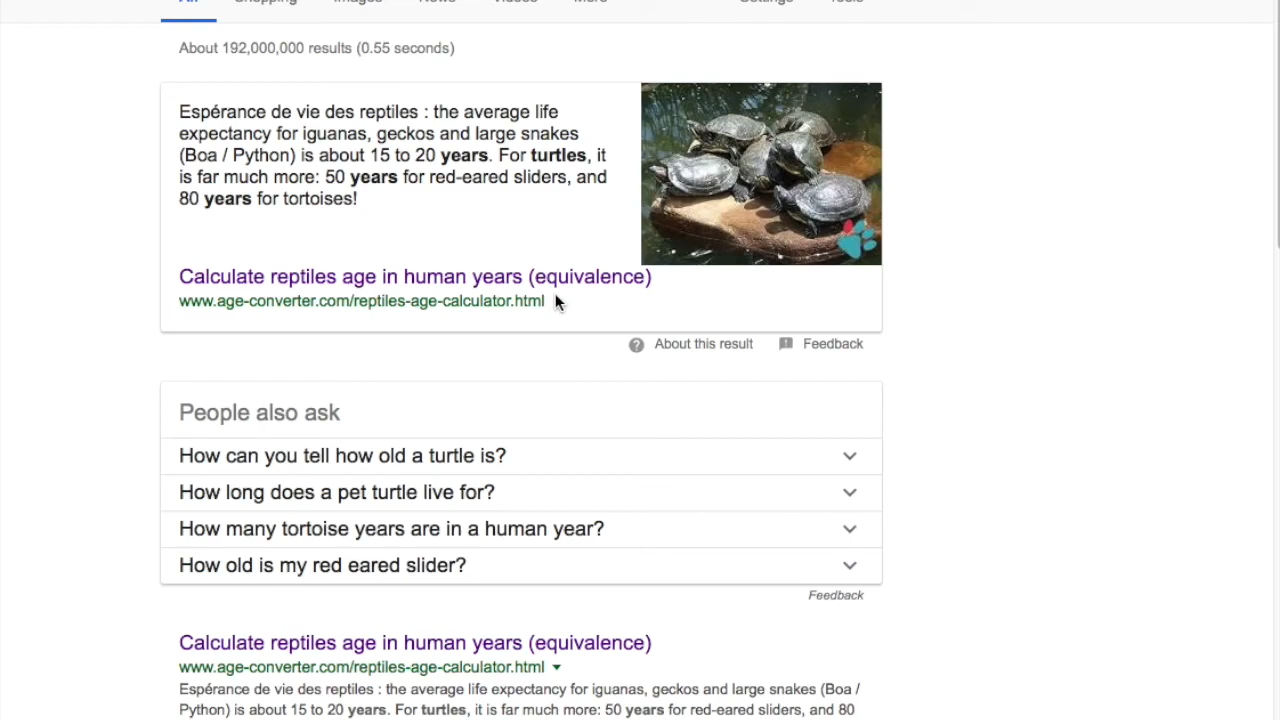 About 192,000,000 results (0.55 seconds)
Espérance de vie des reptiles : the average life
expectancy for iguanas, geckos and large snakes
(Boa / Python) is about 15 to 20 years. For turtles, it
is far much more: 50 years for red-eared sliders, and
80 years for tortoises!
Calculate reptiles age in human years (equivalence)
www.age-converter.com/reptiles-age-calculator.html
About this result Feedback
People also ask
How can you tell how old a turtle is?
How long does a pet turtle live for?
How many tortoise years are in a human year?
How old is my red eared slider?
Feedback
Calculate reptiles age in human years (equivalence)
www.age-converter.com/reptiles-age-calculator.html
Espérance de vie des reptiles : the average life expectancy for iguanas, geckos and large snakes (Boa /
Python) is about 15 to 20 years. For turtles, it is far much more: 50 years for red-eared sliders, and 80